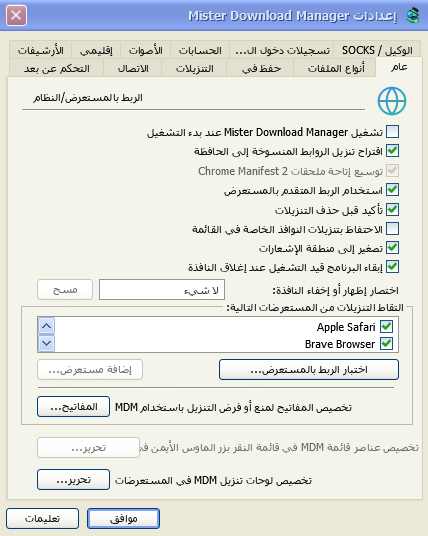 إعدادات Mister Download Manager
الوكيل / SOCKS
تسجيلات دخول ال...
الحسابات
الأصوات
إقليمي
الأرشيفات
عام
أنواع الملفات
حفظ في
التنزيلات
الاتصال
التحكم عن بعد
الربط بالمستعرض/النظام
تشغيل Mister Download Manager عند بدء التشغيل
اقتراح تنزيل الروابط المنسوخة إلى الحافظة
توسيع إتاحة ملحقات Chrome Manifest 2
استخدام الربط المتقدم بالمستعرض
تأكيد قبل حذف التنزيلات
الاحتفاظ بتنزيلات النوافذ الخاصة في القائمة
تصغير إلى منطقة الإشعارات
إبقاء البرنامج قيد التشغيل عند إغلاق النافذة
اختصار إظهار أو إخفاء النافذة:
لا شيء
مسح
التقاط التنزيلات من المستعرضات التالية:
Apple Safari
Brave Browser
اختبار الربط بالمستعرض...
إضافة مستعرض...
تخصيص المفاتيح لمنع أو فرض التنزيل باستخدام MDM
المفاتيح...
تخصيص عناصر قائمة MDM في قائمة النقر بزر الماوس الأيمن في
تحرير...
تخصيص لوحات تنزيل MDM في المستعرضات
تحرير...
موافق
تعليمات